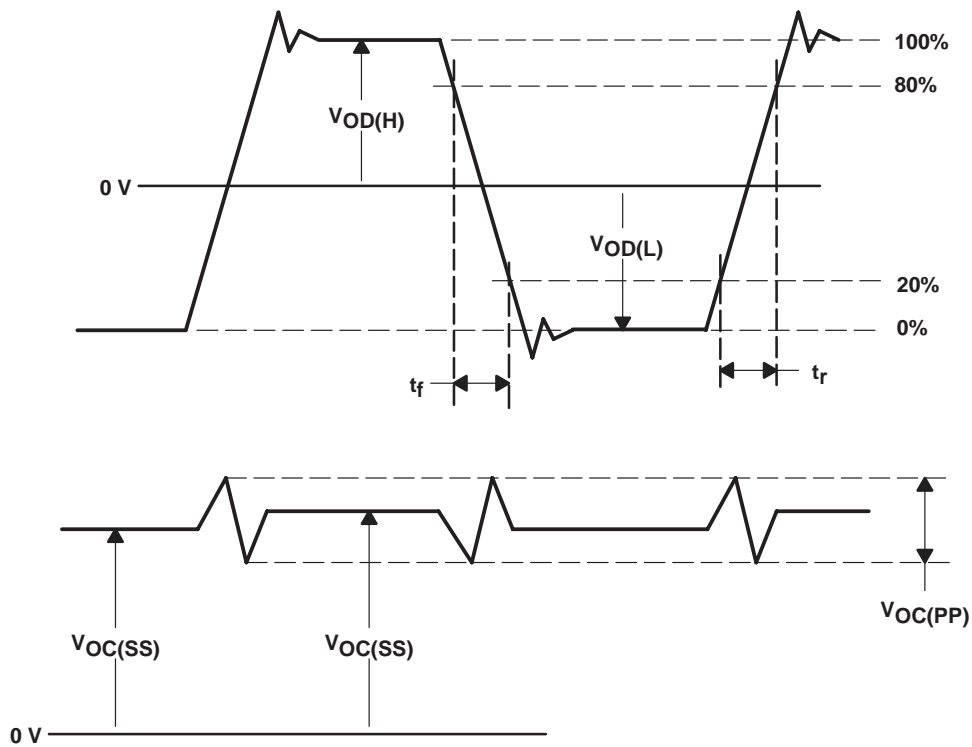 100%
80%
VOD(H)
0 V
VOD(L)
20%
0%
tf
tr
VOC(PP)
VOC(SS)
VOC(SS)
0 V